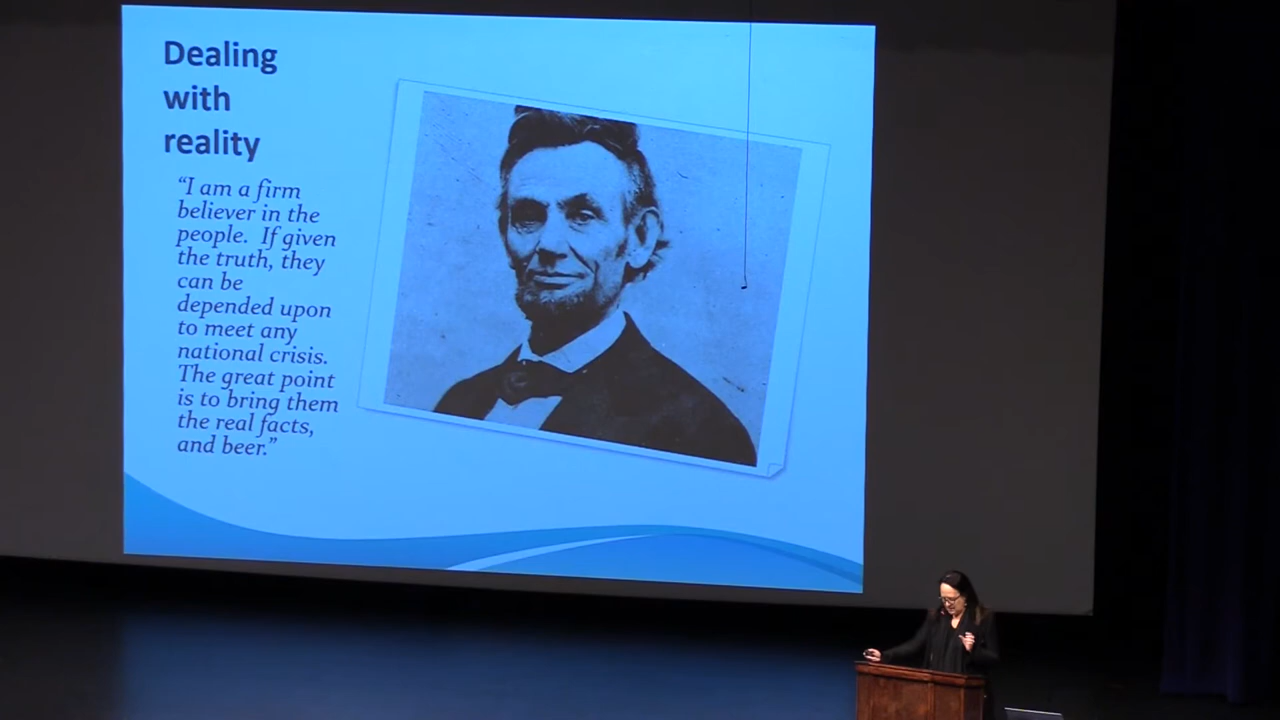 Dealing
with
reality
“I am a firm
believer in the
people.  If given
the truth, they
can be
depended upon
to meet any
national crisis.
The great point
is to bring them
the real facts,
and beer.”